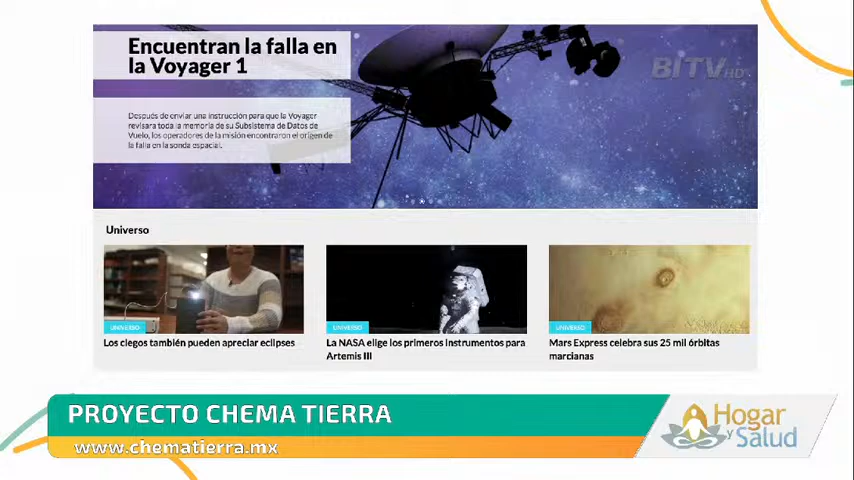 Encuentran la falla en
la Voyager 1
BITV HD
Después de enviar una instrucción para que la Voyager
revisara toda la memoria de su Subsistema de Datos de
Vuelo, los operadores de la misión encontraron el origen de
la falla en la sonda espacial.
Universo
UNIVERSO
UNIVERSO
UNIVERSO
Los ciegos también pueden apreciar eclipses
La NASA elige los primeros instrumentos para
Artemis III
Mars Express celebra sus 25 mil órbitas
marcianas
PROYECTO CHEMA TIERRA
www.chematierra.mx
Hogar
y Salud